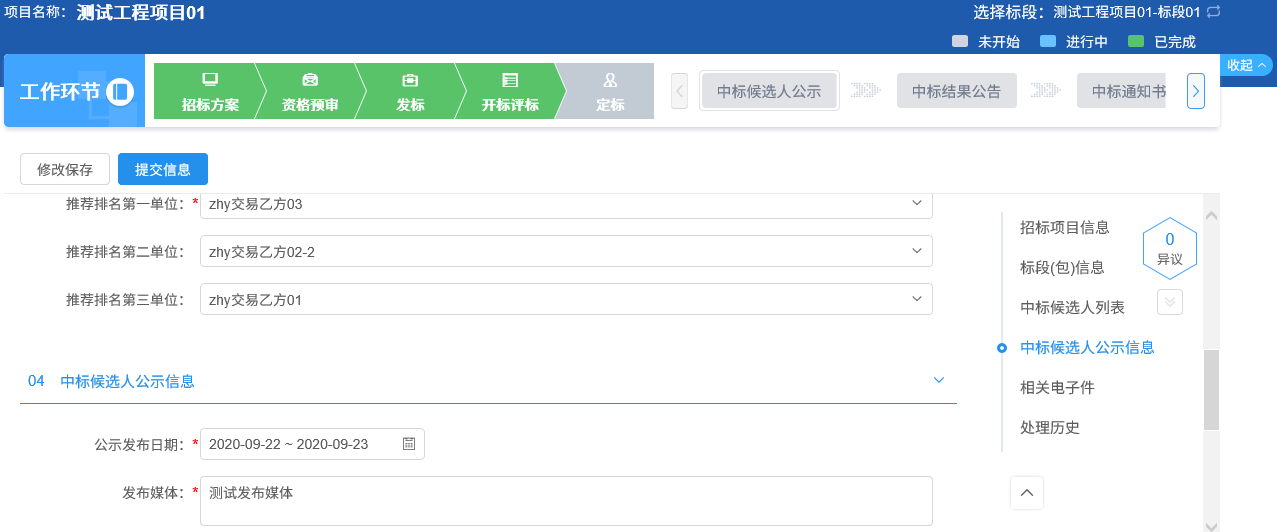 项目名称： 测试工程项目01
选择标段：测试工程项目01-标段01
未开始 进行中 已完成
收起
工作环节
招标方案 资格预审 发标 开标评标 定标
中标候选人公示 中标结果公告 中标通知书
修改保存 提交信息
推荐排名第一单位：* zhy交易乙方03
推荐排名第二单位： zhy交易乙方02-2
推荐排名第三单位： zhy交易乙方01
04 中标候选人公示信息
公示发布日期：* 2020-09-22 ~ 2020-09-23
发布媒体：* 测试发布媒体
招标项目信息
标段(包)信息
中标候选人列表
中标候选人公示信息
相关电子件
处理历史
0
异议